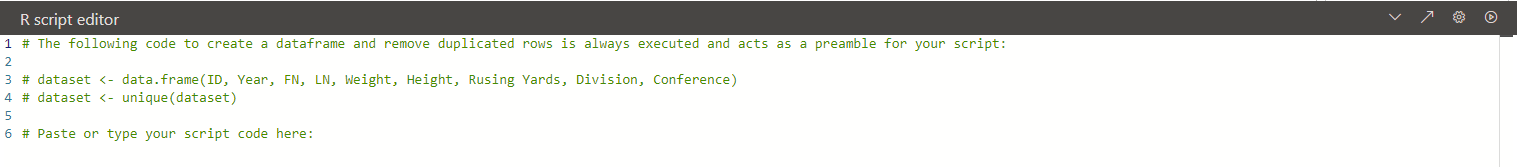 R script editor
1 # The following code to create a dataframe and remove duplicated rows is always executed and acts as a preamble for your script:
2
3 # dataset <- data.frame(ID, Year, FN, LN, Weight, Height, Rusing Yards, Division, Conference)
4 # dataset <- unique(dataset)
5
6 # Paste or type your script code here: